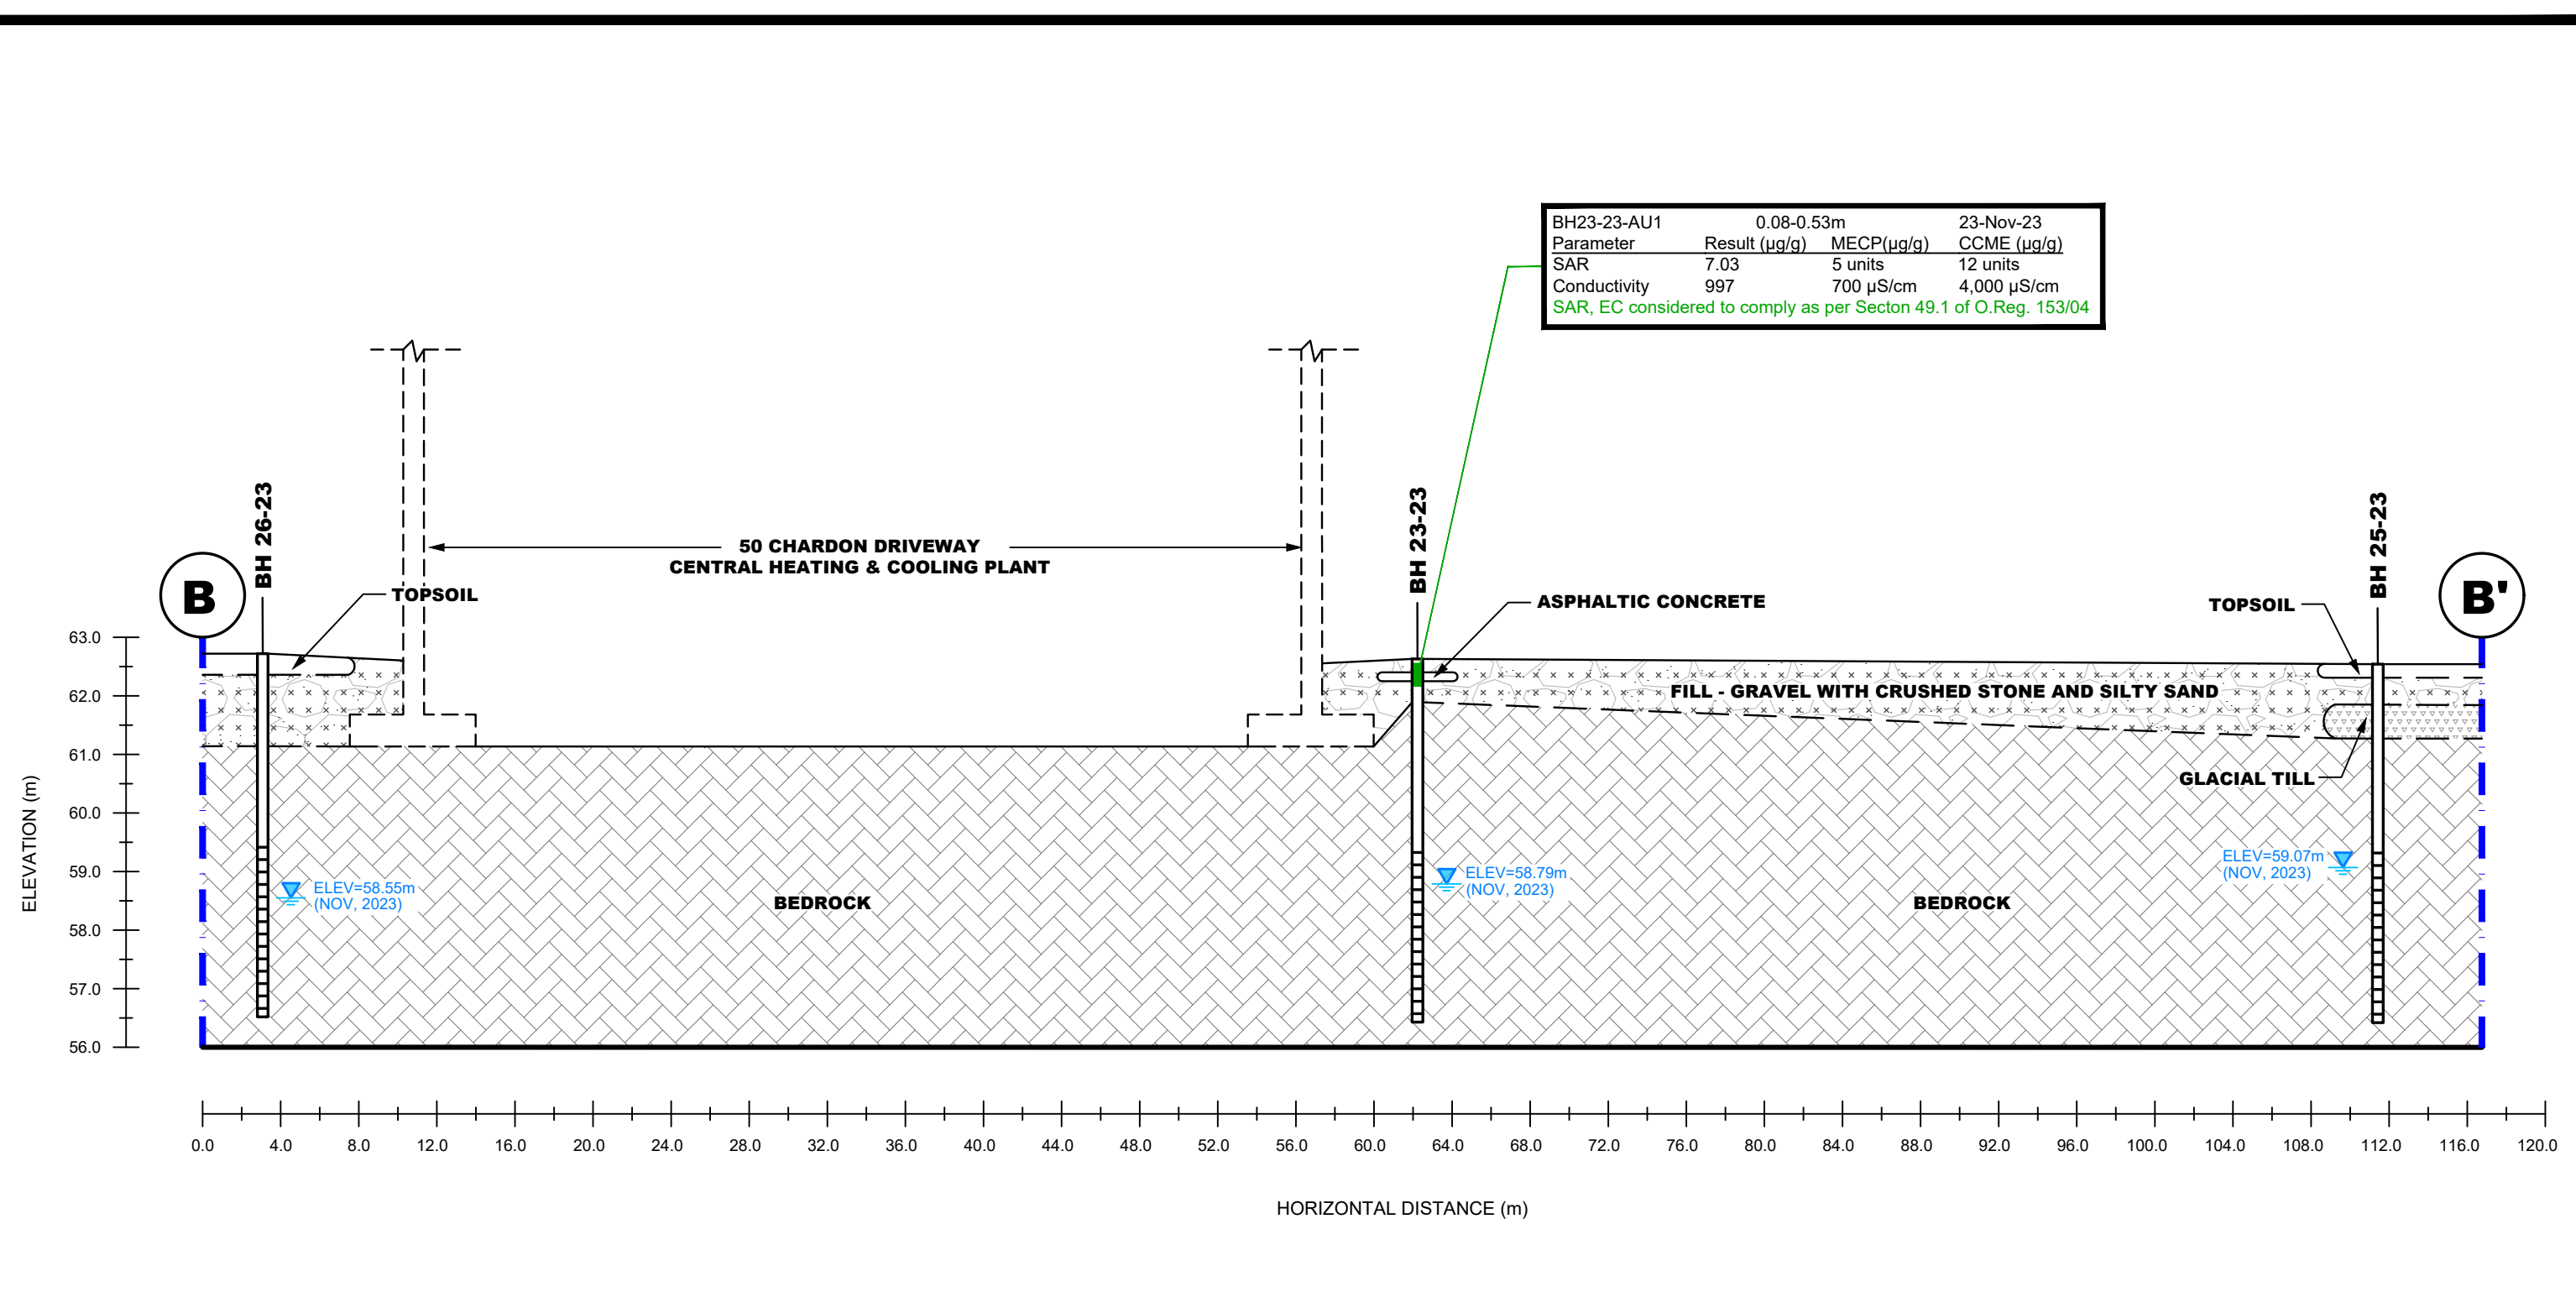 BH23-23-AU1 0.08-0.53m 23-Nov-23
Parameter Result (µg/g) MECP(µg/g) CCME (µg/g)
SAR 7.03 5 units 12 units
Conductivity 997 700 µS/cm 4,000 µS/cm
SAR, EC considered to comply as per Secton 49.1 of O.Reg. 153/04
B
BH 26-23
TOPSOIL
50 CHARDON DRIVEWAY
CENTRAL HEATING & COOLING PLANT
BH 23-23
ASPHALTIC CONCRETE
TOPSOIL
BH 25-23
B'
FILL - GRAVEL WITH CRUSHED STONE AND SILTY SAND
GLACIAL TILL
ELEV=58.55m
(NOV, 2023)
BEDROCK
ELEV=58.79m
(NOV, 2023)
BEDROCK
ELEV=59.07m
(NOV, 2023)
ELEVATION (m)
63.0
62.0
61.0
60.0
59.0
58.0
57.0
56.0
0.0 4.0 8.0 12.0 16.0 20.0 24.0 28.0 32.0 36.0 40.0 44.0 48.0 52.0 56.0 60.0 64.0 68.0 72.0 76.0 80.0 84.0 88.0 92.0 96.0 100.0 104.0 108.0 112.0 116.0 120.0
HORIZONTAL DISTANCE (m)